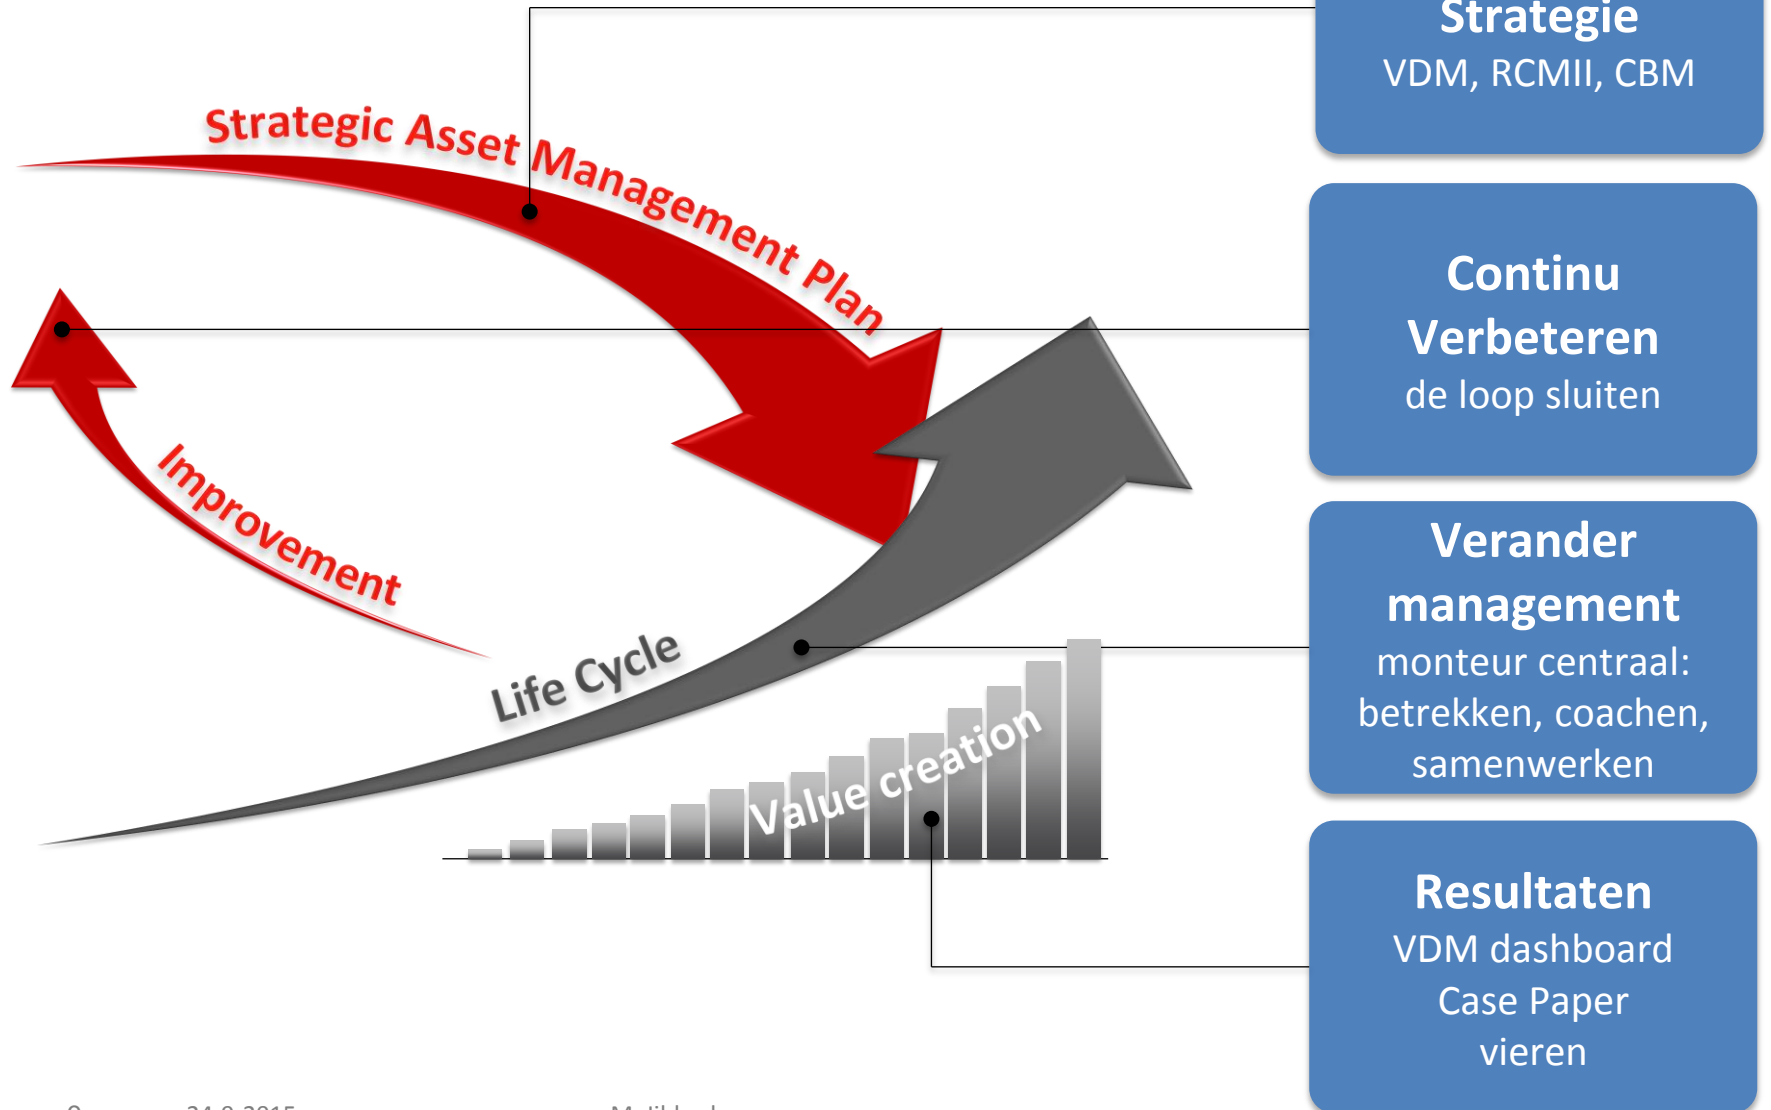 Strategie
VDM, RCMII, CBM
Strategic Asset Management Plan
Continu
Verbeteren
de loop sluiten
Improvement
Verander
management
monteur centraal:
betrekken, coachen,
samenwerken
Life Cycle
Value creation
Resultaten
VDM dashboard
Case Paper
vieren